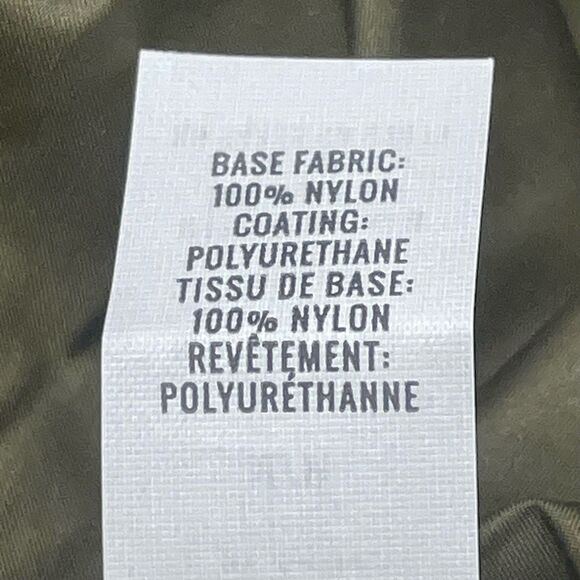 BASE FABRIC:
100% NYLON
COATING:
POLYURETHANE
TISSU DE BASE:
100% NYLON
REVÊTEMENT:
POLYURÉTHANNE